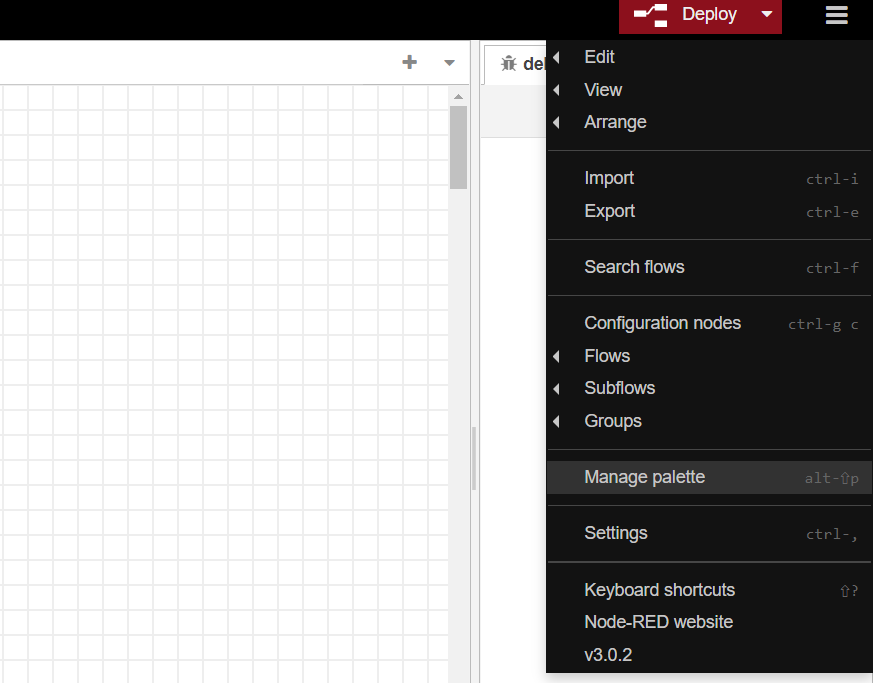 Deploy
de
Edit
View
Arrange
Import ctrl-i
Export ctrl-e
Search flows ctrl-f
Configuration nodes ctrl-g c
Flows
Subflows
Groups
Manage palette alt-⇧p
Settings ctrl-,
Keyboard shortcuts ⇧?
Node-RED website
v3.0.2